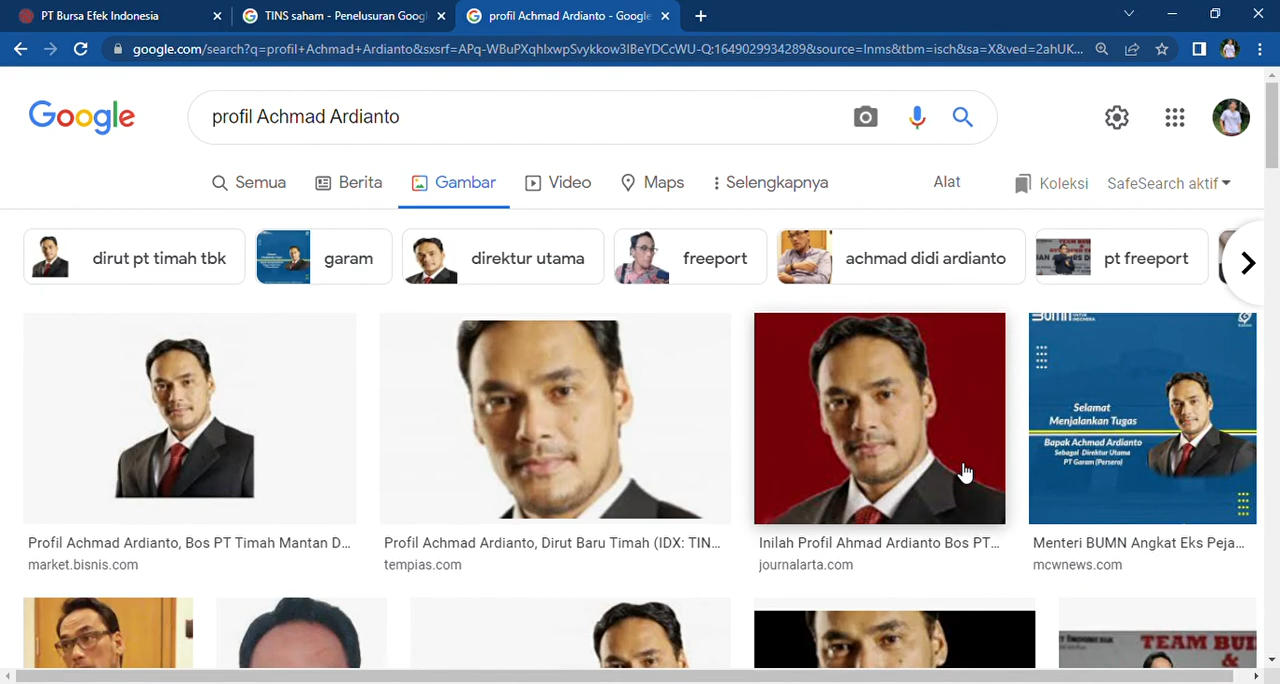 PT Bursa Efek Indonesia
TINS saham - Penelusuran Googl
profil Achmad Ardianto - Google
google.com/search?q=profil+Achmad+Ardianto&sxsrf=APq-WBuPXqhlxwpSvykkow3lBeYDCcWU-Q:1649029934289&source=lnms&tbm=isch&sa=X&ved=2ahUK...
Google
profil Achmad Ardianto
Semua
Berita
Gambar
Video
Maps
Selengkapnya
Alat
Koleksi
SafeSearch aktif
dirut pt timah tbk
garam
direktur utama
freeport
achmad didi ardianto
pt freeport
BUMN
UNTUK
INDONESIA
Selamat
Menjalankan Tugas
Bapak Achmad Ardianto
Sebagai Direktur Utama
PT Garam (Persero)
Profil Achmad Ardianto, Bos PT Timah Mantan D...
market.bisnis.com
Profil Achmad Ardianto, Dirut Baru Timah (IDX: TIN...
tempias.com
Inilah Profil Ahmad Ardianto Bos PT...
journalarta.com
Menteri BUMN Angkat Eks Peja...
mcwnews.com
TEAM BUI